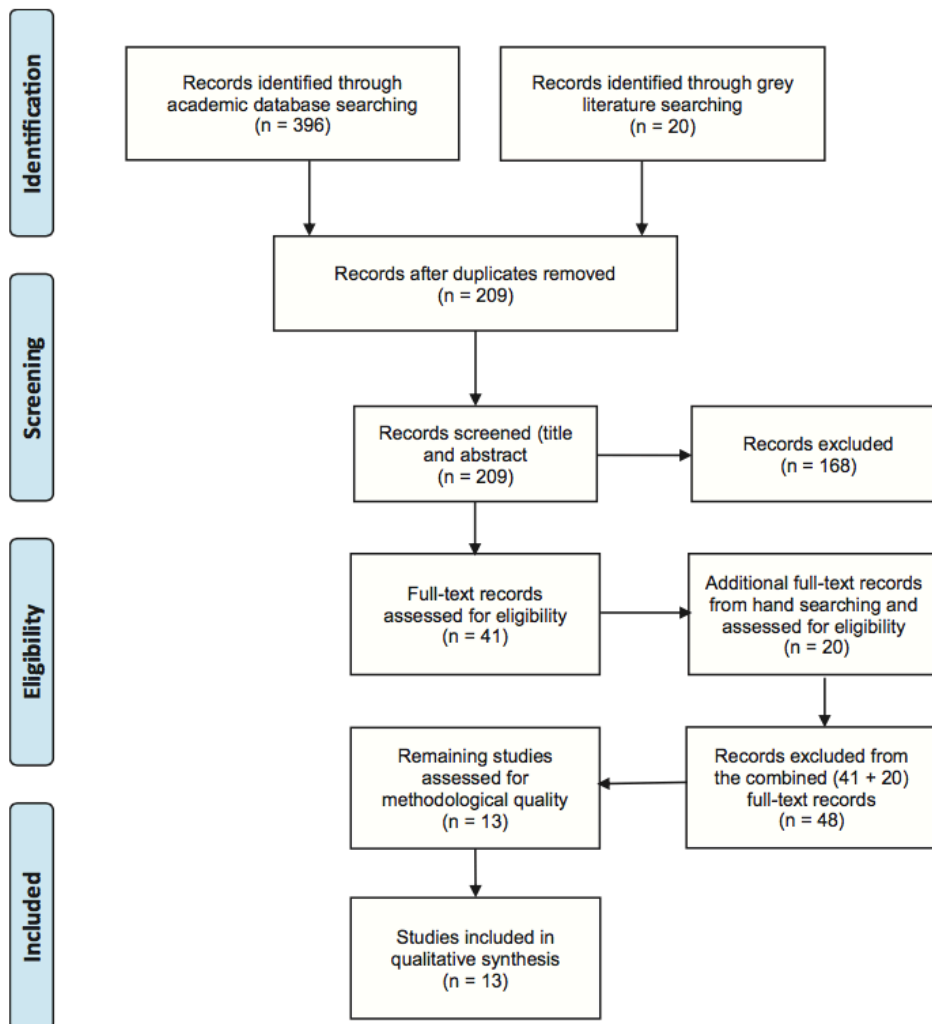 Identification
Records identified through
academic database searching
(n = 396)
Records identified through grey
literature searching
(n = 20)
Records after duplicates removed
(n = 209)
Screening
Records screened (title
and abstract
(n = 209)
Records excluded
(n = 168)
Eligibility
Full-text records
assessed for eligibility
(n = 41)
Additional full-text records
from hand searching and
assessed for eligibility
(n = 20)
Remaining studies
assessed for
methodological quality
(n = 13)
Records excluded from
the combined (41 + 20)
full-text records
(n = 48)
Included
Studies included in
qualitative synthesis
(n = 13)